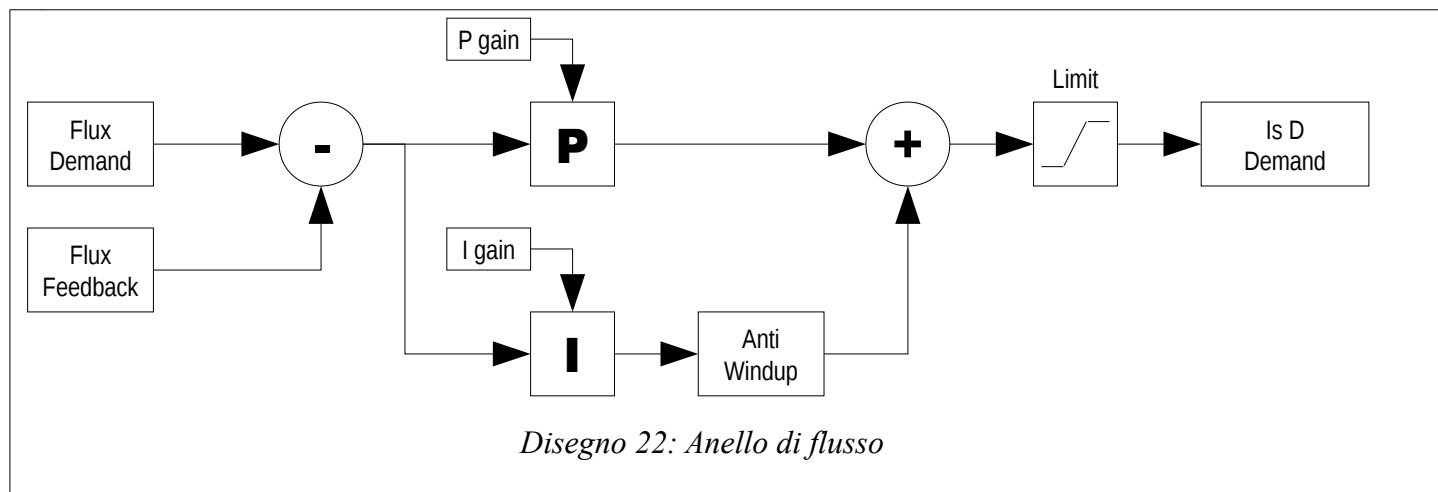 P gain
Limit
Flux
Demand
-
P
+
Is D
Demand
Flux
Feedback
I gain
I
Anti
Windup
Disegno 22: Anello di flusso